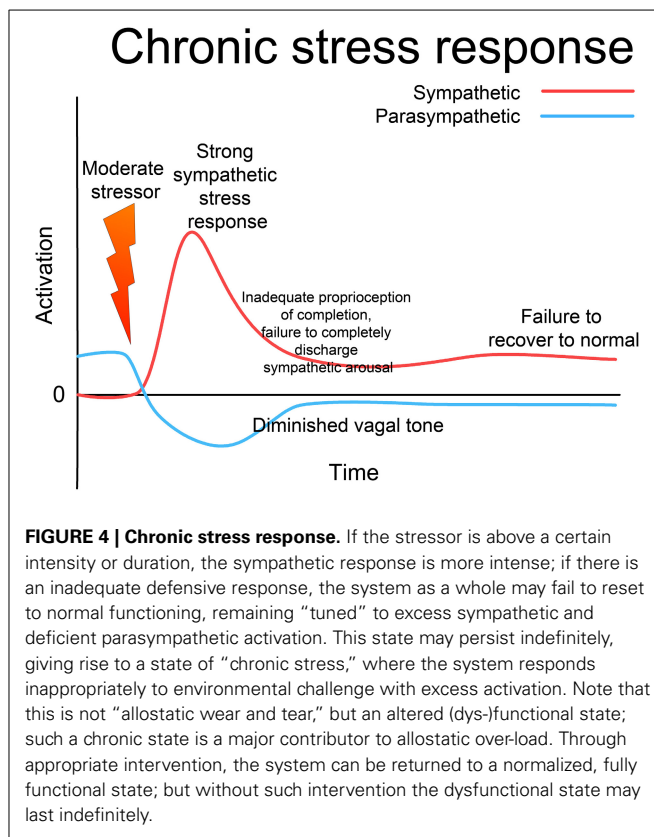 Chronic stress response
Sympathetic
Parasympathetic
Moderate
stressor
Strong
sympathetic
stress
response
Activation
Inadequate proprioception
of completion,
failure to completely
discharge
sympathetic arousal
Failure to
recover to normal
0
Diminished vagal tone
Time
FIGURE 4 | Chronic stress response. If the stressor is above a certain
intensity or duration, the sympathetic response is more intense; if there is
an inadequate defensive response, the system as a whole may fail to reset
to normal functioning, remaining “tuned” to excess sympathetic and
deficient parasympathetic activation. This state may persist indefinitely,
giving rise to a state of “chronic stress,” where the system responds
inappropriately to environmental challenge with excess activation. Note that
this is not “allostatic wear and tear,” but an altered (dys-)functional state;
such a chronic state is a major contributor to allostatic over-load. Through
appropriate intervention, the system can be returned to a normalized, fully
functional state; but without such intervention the dysfunctional state may
last indefinitely.